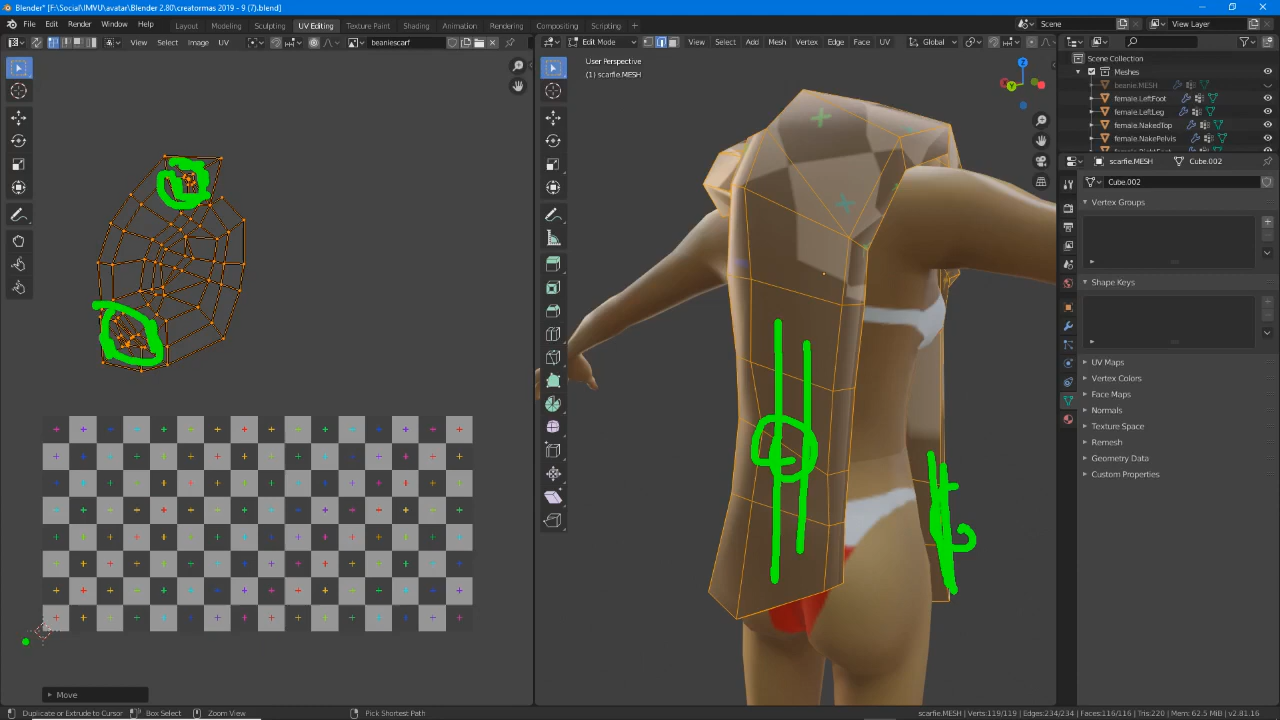 Blender* [F:\Social\IMVU\avatar\Blender 2.80\creatormas 2019 - 9 (7).blend]
File Edit Render Window Help Layout Modeling Sculpting UV Editing Texture Paint Shading Animation Rendering Compositing Scripting + Scene View Layer
View Select Image UV beaniescarf Edit Mode View Select Add Mesh Vertex Edge Face UV Global
User Perspective
(1) scarfie.MESH
Scene Collection
Meshes
beanie.MESH
female.LeftFoot
female.LeftLeg
female.NakedTop
female.NakePelvis
scarfie.MESH Cube.002
Cube.002
Vertex Groups
Shape Keys
UV Maps
Vertex Colors
Face Maps
Normals
Texture Space
Remesh
Geometry Data
Custom Properties
Move
Duplicate or Extrude to Cursor Box Select Zoom View Pick Shortest Path scarfie.MESH | Verts:119/119 | Edges:234/234 | Faces:116/116 | Tris:220 | Mem: 62.5 MiB | v2.81.16